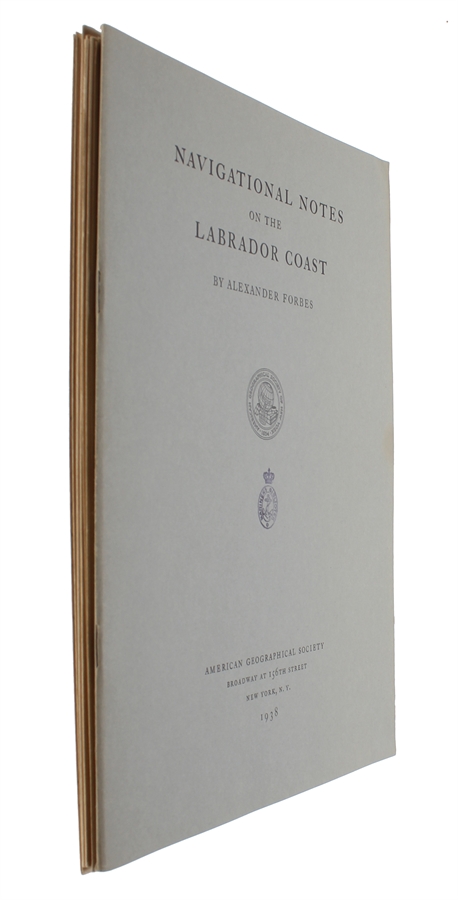 NAVIGATIONAL NOTES
ON THE
LABRADOR COAST
BY ALEXANDER FORBES
AMERICAN GEOGRAPHICAL SOCIETY
BROADWAY AT 156TH STREET
NEW YORK, N. Y.
1938